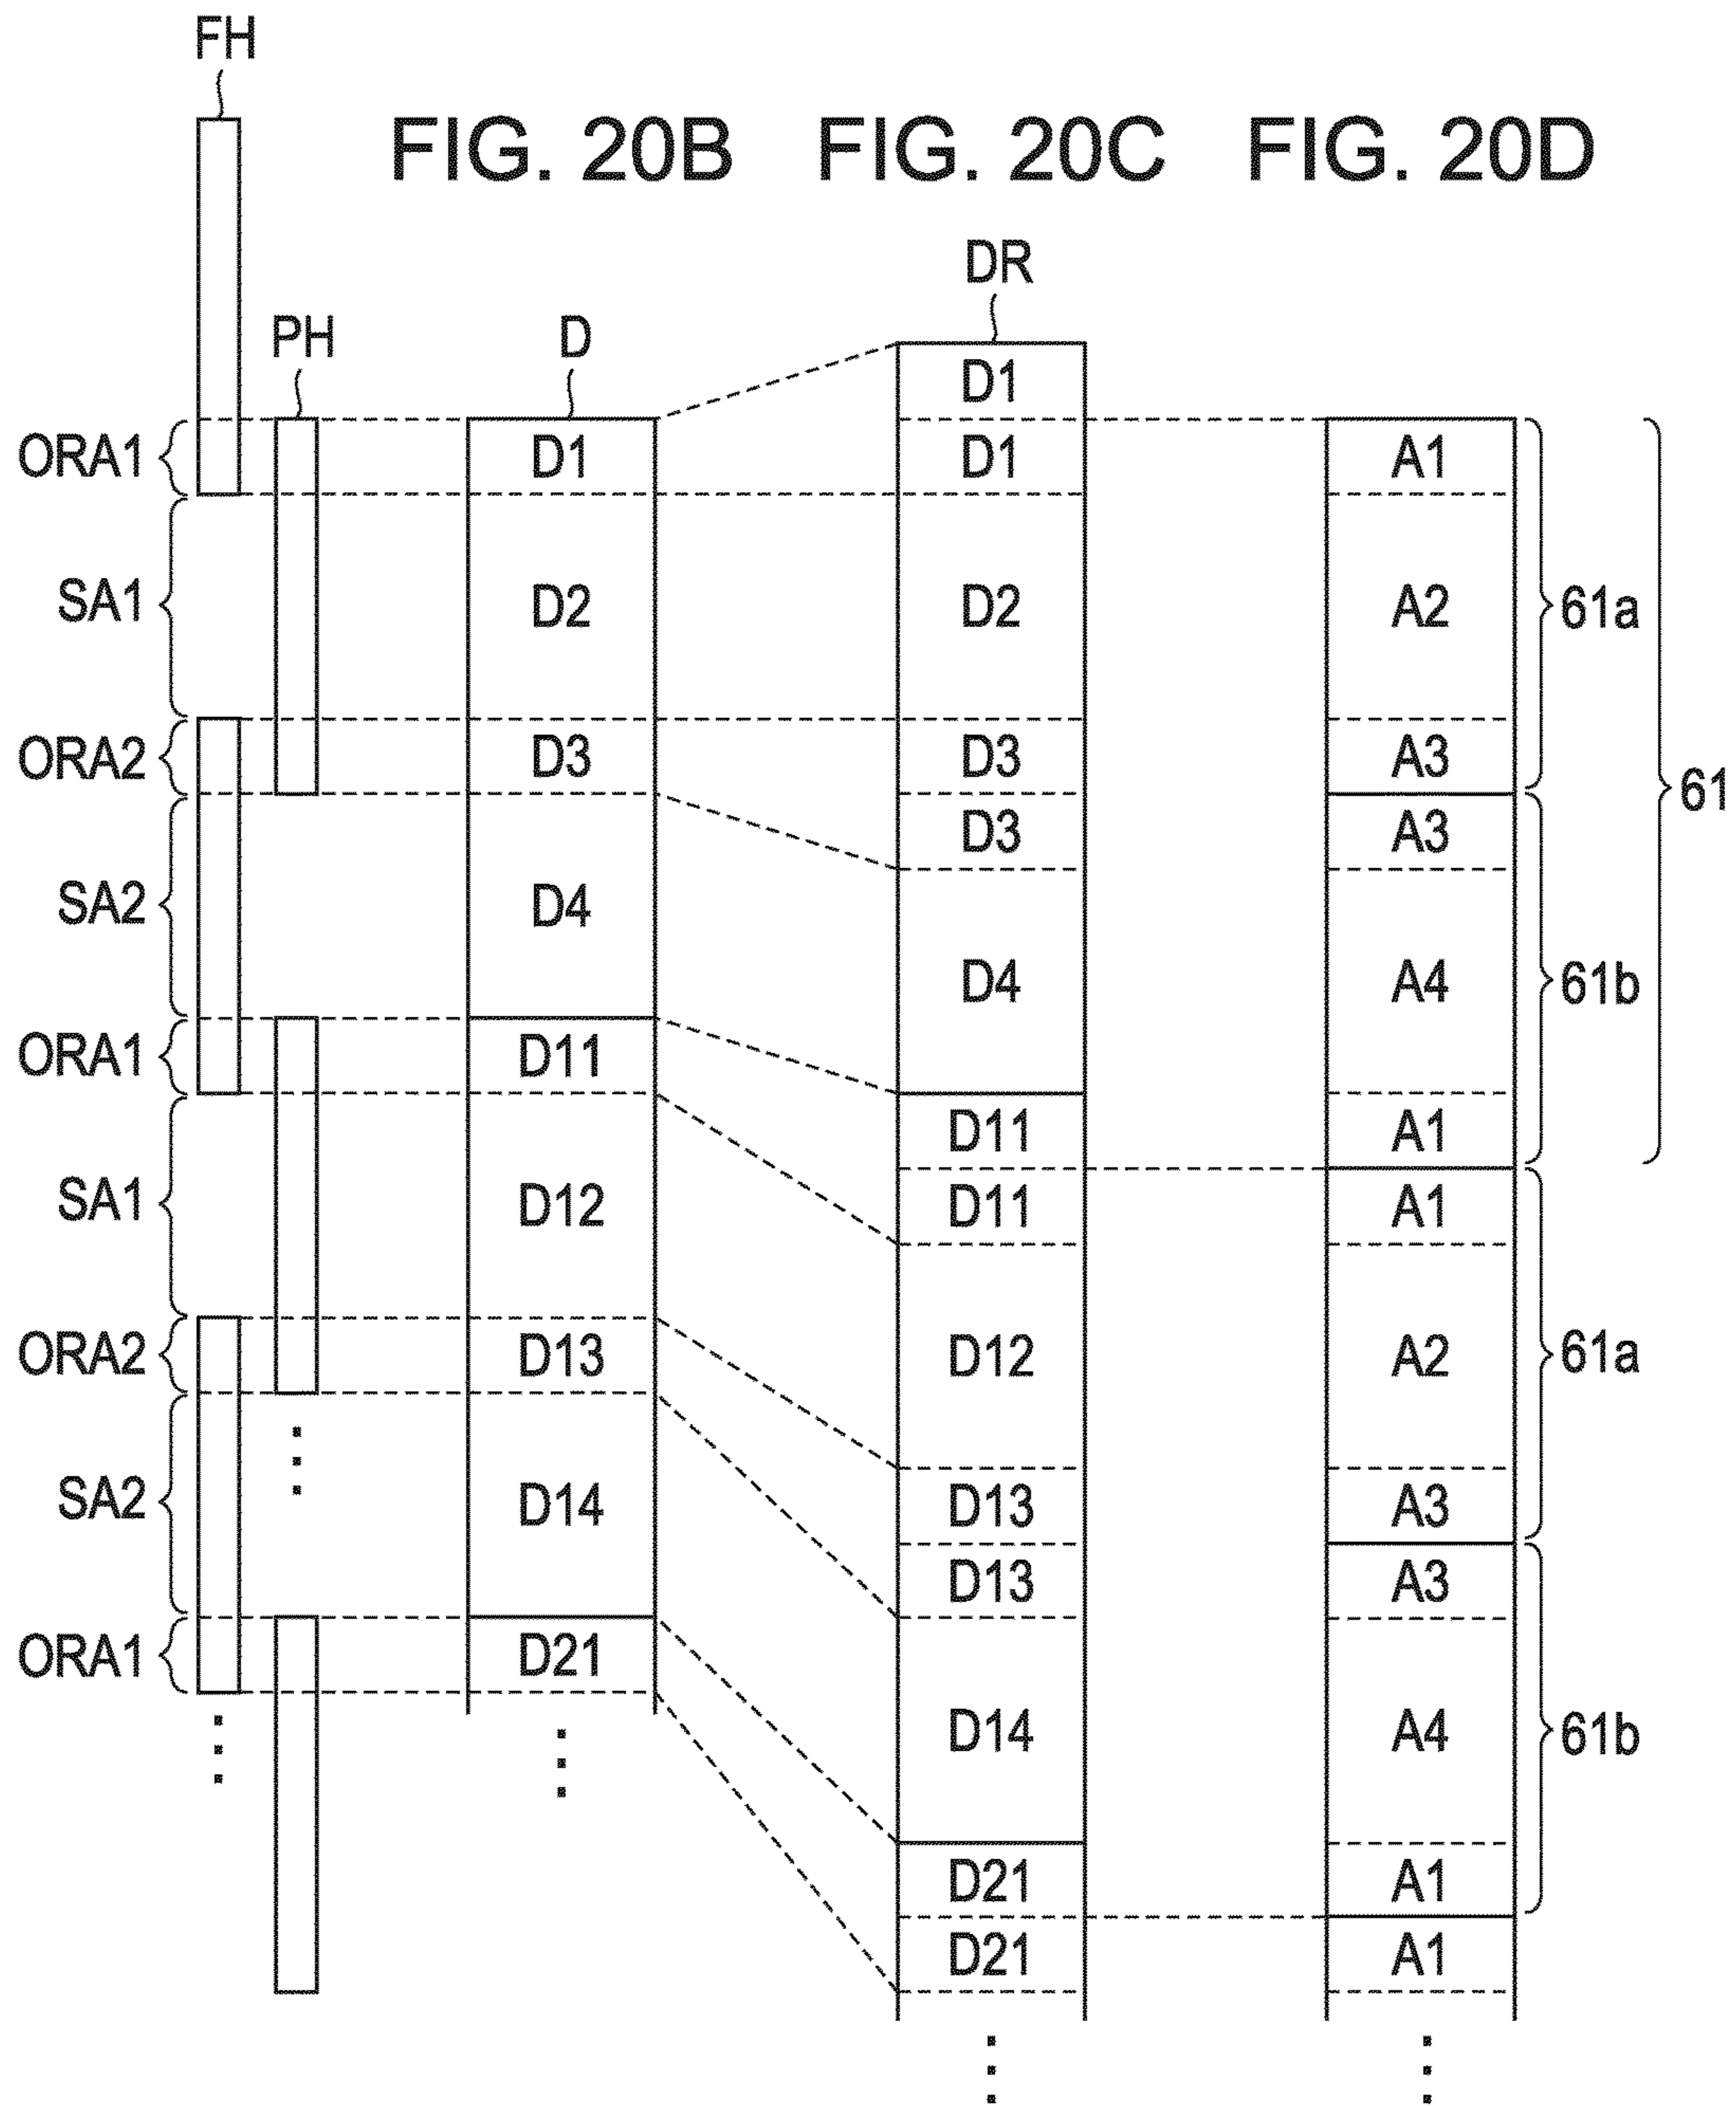 FH
FIG. 20B
FIG. 20C
FIG. 20D
PH
D
DR
ORA1
SA1
ORA2
SA2
ORA1
SA1
ORA2
SA2
ORA1
D1
D2
D3
D4
D11
D12
D13
D14
D21
D1
D1
D2
D3
D3
D4
D11
D11
D12
D13
D13
D14
D21
D21
A1
A2
A3
A3
A4
A1
A1
A2
A3
A3
A4
A1
A1
61a
61b
61
61a
61b